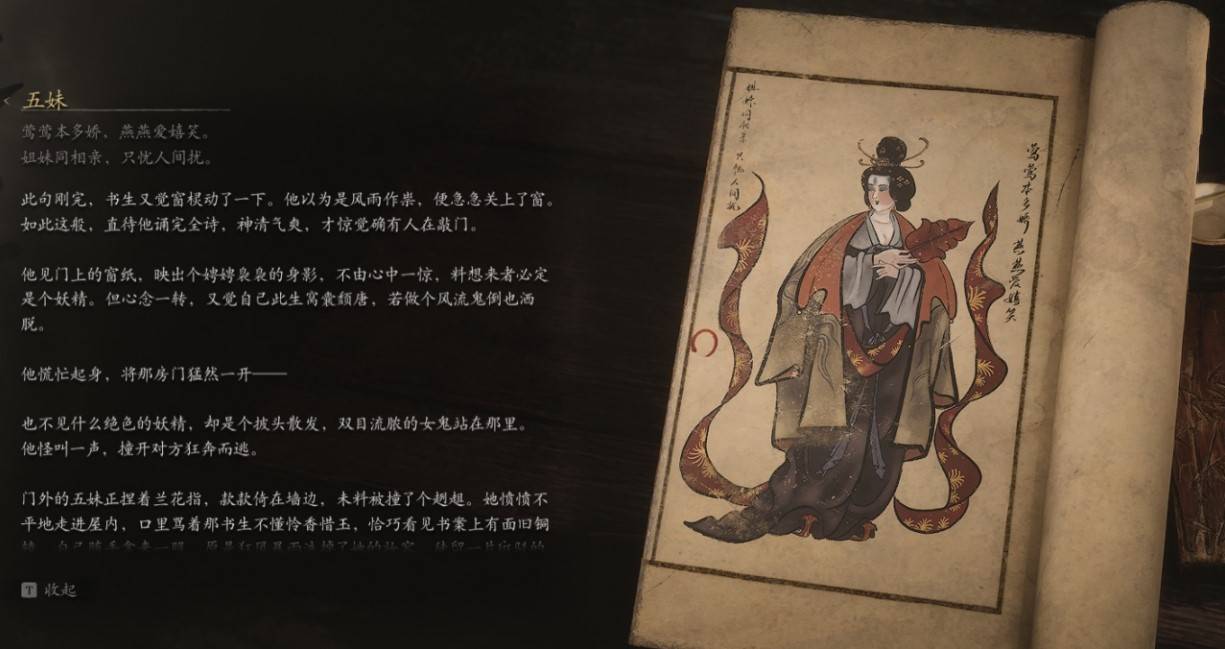 五妹
莺莺本多娇，燕燕爱嬉笑。
姐妹同相亲，只忧人间扰。
此句刚完，书生又觉窗棂动了一下。他以为是风雨作祟，便急急关上了窗。
如此这般，直待他诵完全诗，神清气爽，才惊觉确有人在敲门。
他见门上的窗纸，映出个娉娉袅袅的身影，不由心中一惊，料想来者必定
是个妖精。但心念一转，又觉自己此生窝囊颓唐，若做个风流鬼倒也洒
脱。
他慌忙起身，将那房门猛然一开——
也不见什么绝色的妖精，却是个披头散发，双目流脓的女鬼站在那里。
他怪叫一声，撞开对方狂奔而逃。
门外的五妹正捏着兰花指，款款倚在墙边，未料被撞了个趔趄。她愤愤不
平地走进屋内，口里骂着那书生不懂怜香惜玉，恰巧看见书案上有面旧铜
T 收起
莺莺本多娇 燕燕爱嬉笑
姐妹同相亲 只忧人间扰